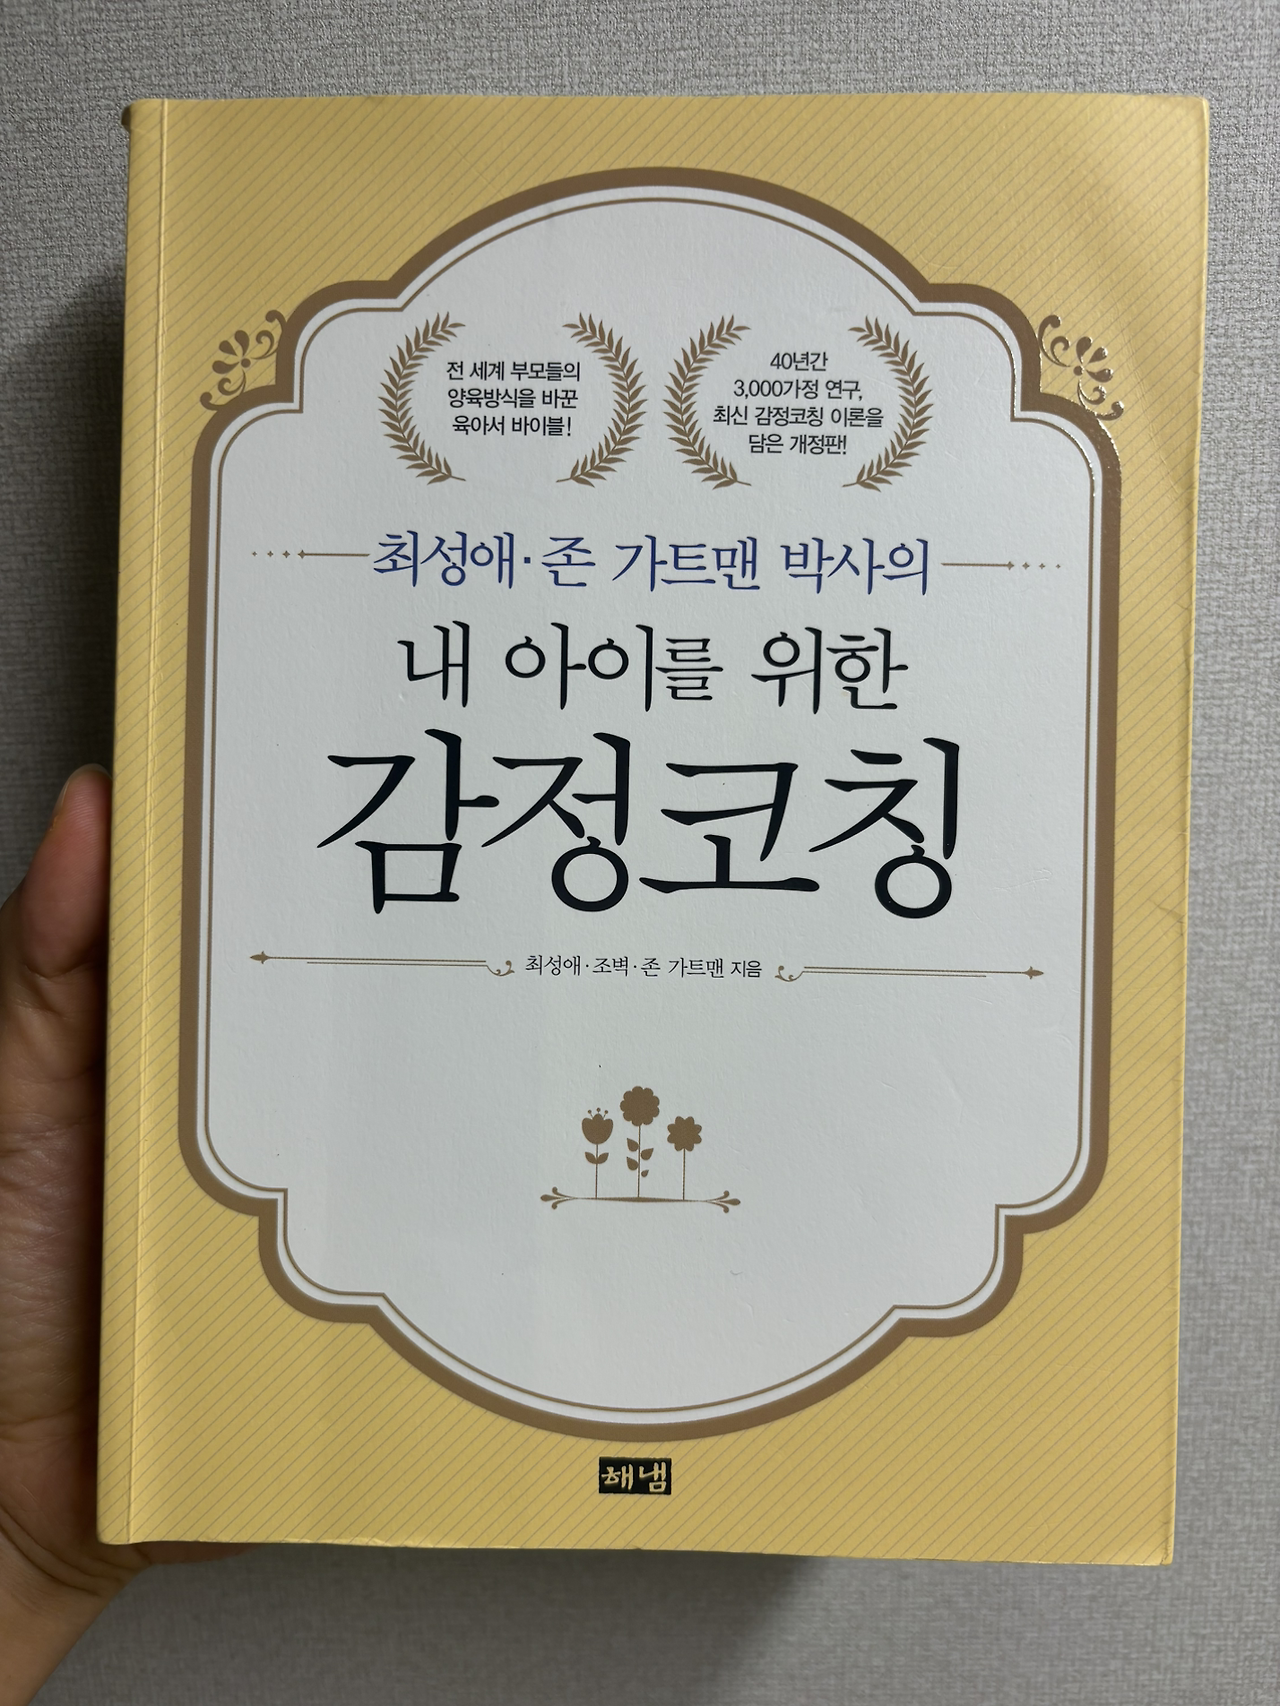 전 세계 부모들의
양육방식을 바꾼
육아서 바이블!
40년간
3,000가정 연구,
최신 감정코칭 이론을
담은 개정판!
최성애·존 가트맨 박사의
내 아이를 위한
감정코칭
최성애·조벽·존 가트맨 지음
해냄